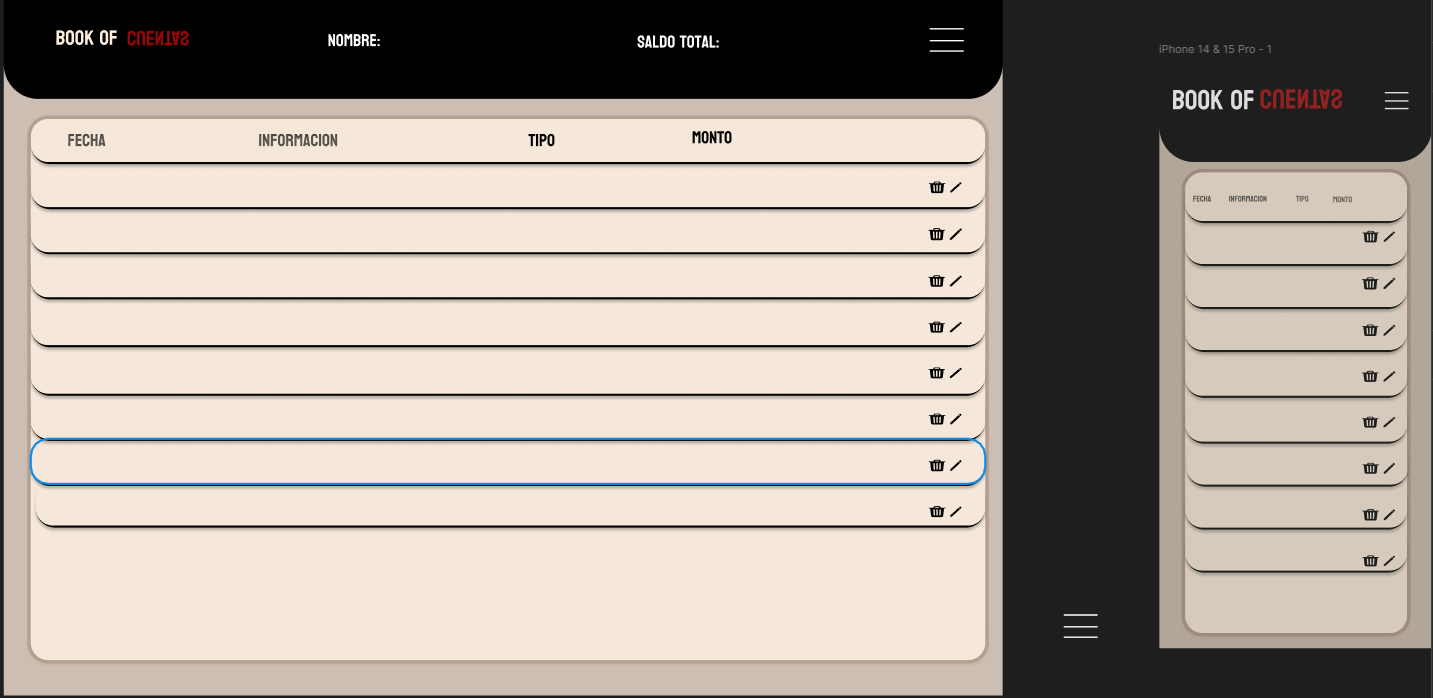 BOOK OF CUENTAS
NOMBRE:
SALDO TOTAL:
FECHA INFORMACION TIPO MONTO
iPhone 14 & 15 Pro - 1
BOOK OF CUENTAS
FECHA INFORMACION TIPO MONTO